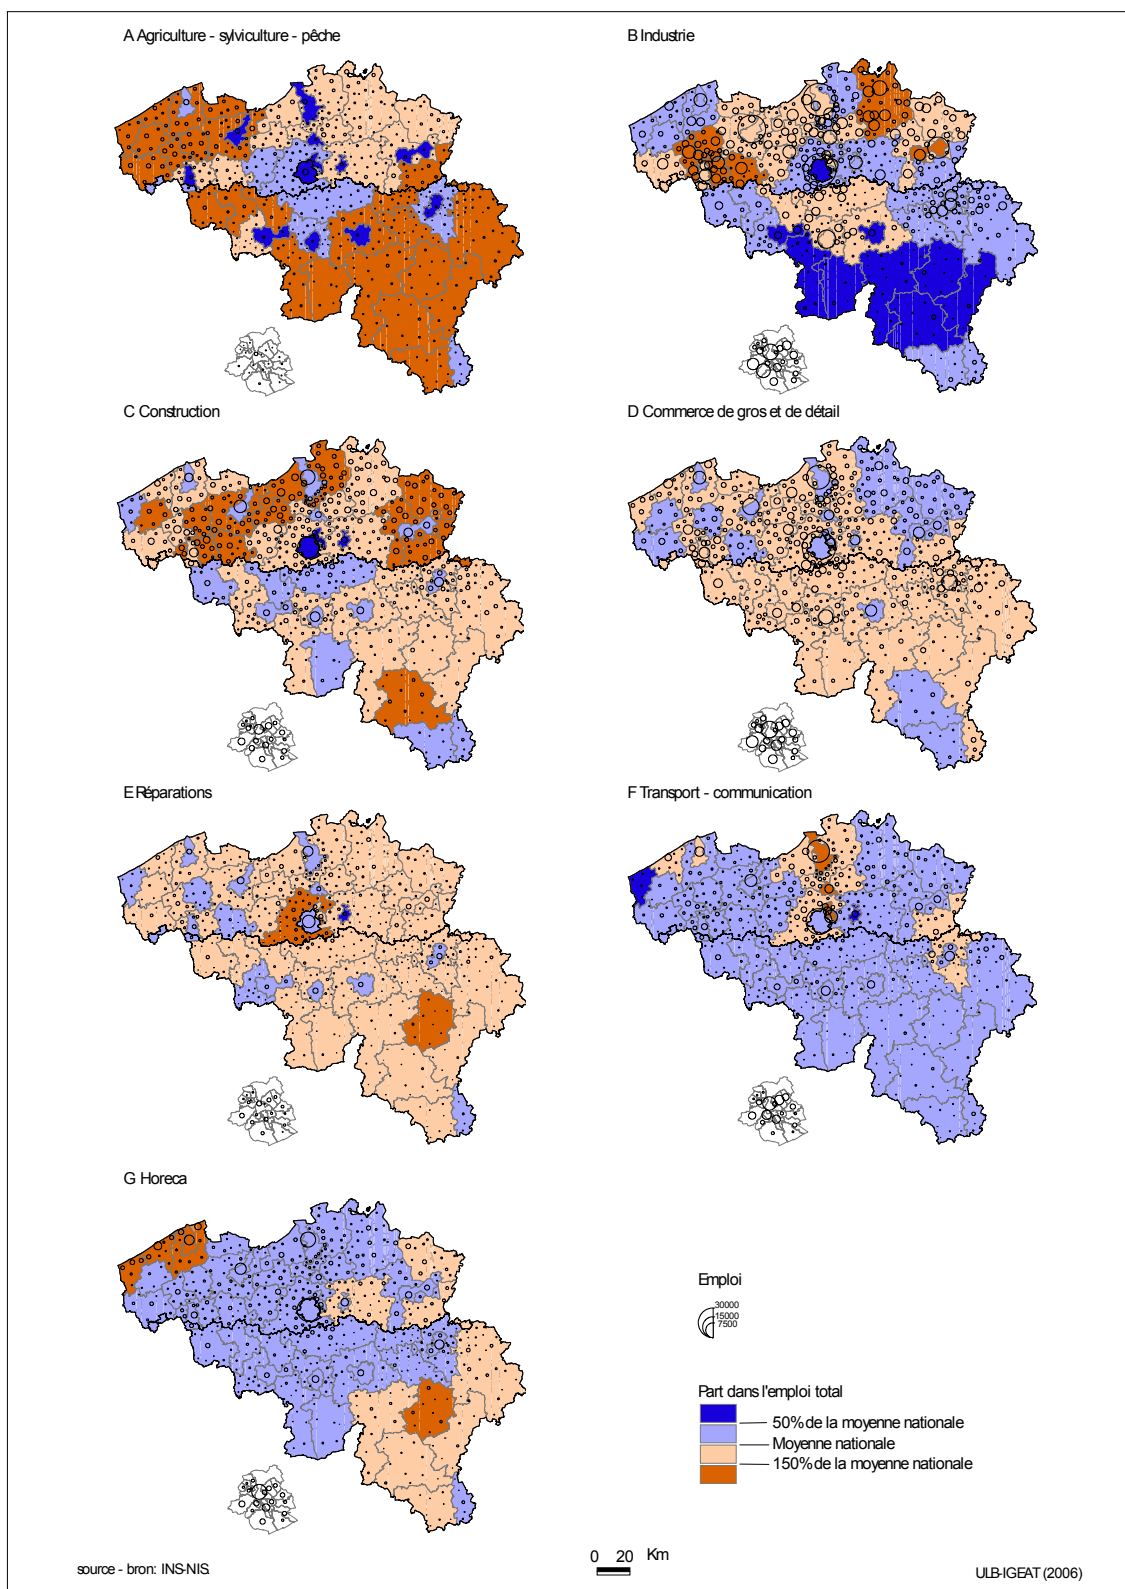 A Agriculture - sylviculture - pêche
B Industrie
C Construction
D Commerce de gros et de détail
E Réparations
F Transport - communication
G Horeca
Emploi
30000
15000
7500
Part dans l'emploi total
50% de la moyenne nationale
Moyenne nationale
150% de la moyenne nationale
0 20 Km
source - bron: INS-NIS.
ULB-IGEAT (2006)